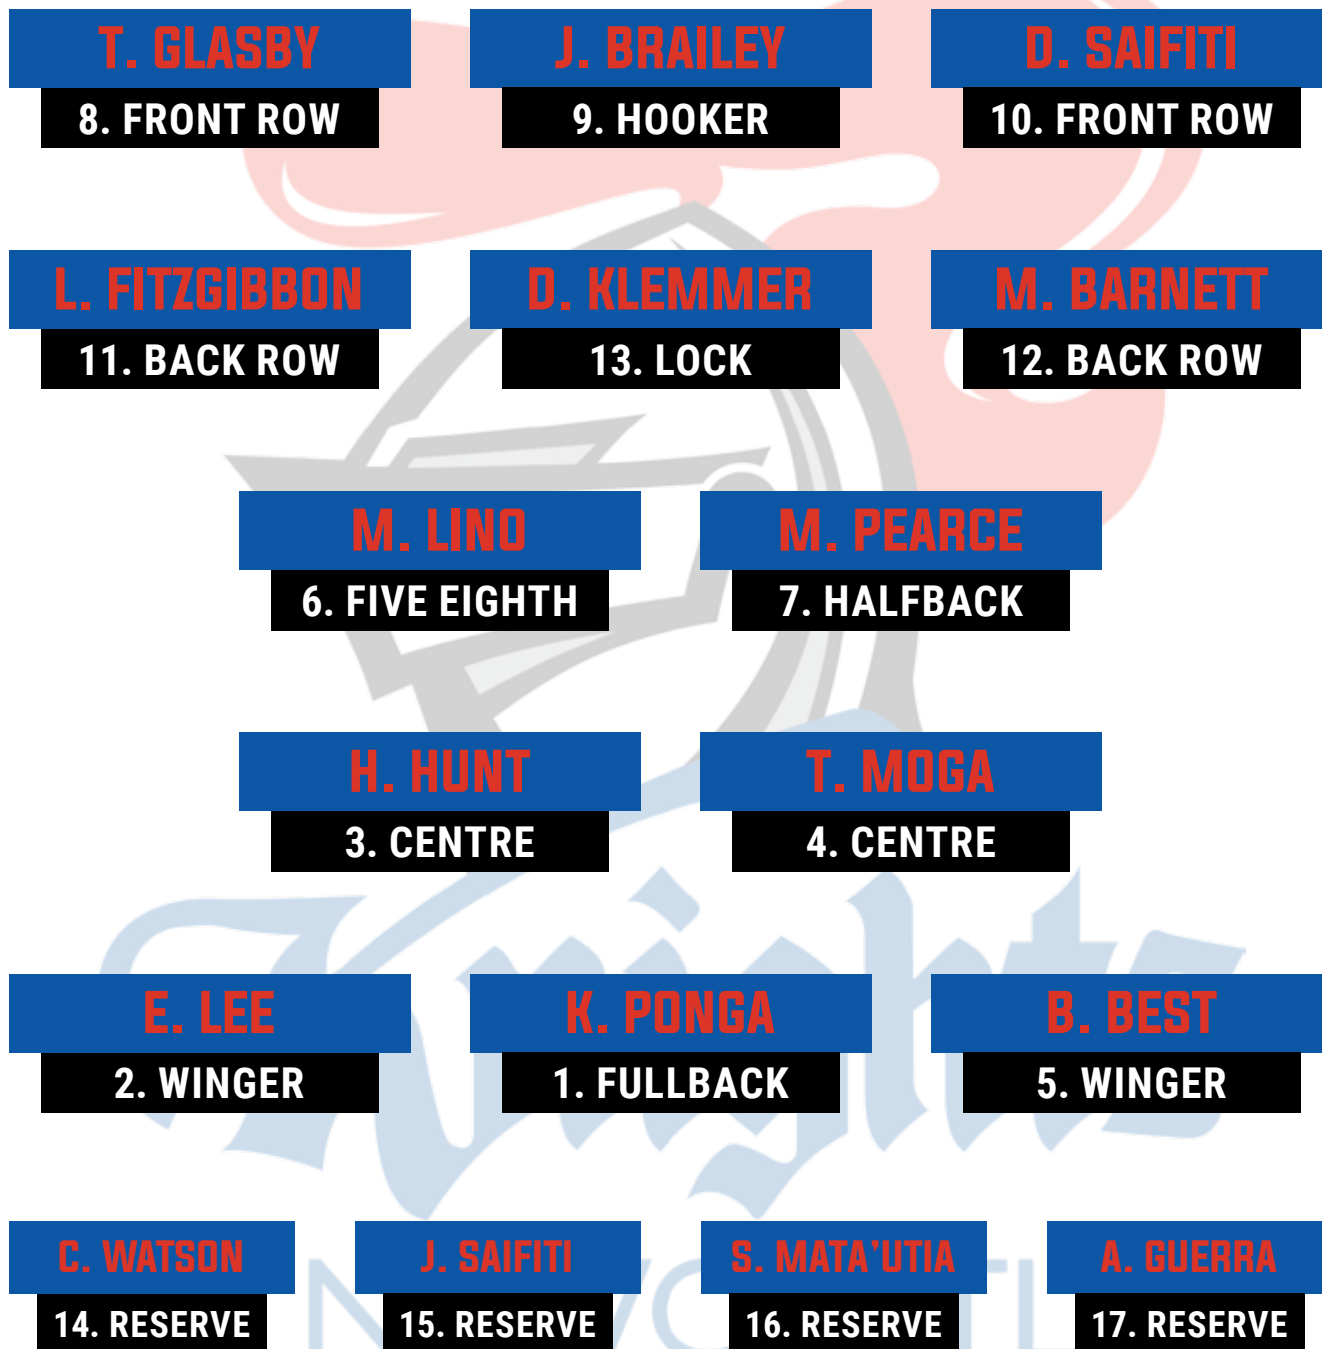 T. GLASBY
8. FRONT ROW
J. BRAILEY
9. HOOKER
D. SAIFITI
10. FRONT ROW
L. FITZGIBBON
11. BACK ROW
D. KLEMMER
13. LOCK
M. BARNETT
12. BACK ROW
M. LINO
6. FIVE EIGHTH
M. PEARCE
7. HALFBACK
H. HUNT
3. CENTRE
T. MOGA
4. CENTRE
Knights
E. LEE
2. WINGER
K. PONGA
1. FULLBACK
B. BEST
5. WINGER
C. WATSON
14. RESERVE
J. SAIFITI
15. RESERVE
S. MATA'UTIA
16. RESERVE
A. GUERRA
17. RESERVE